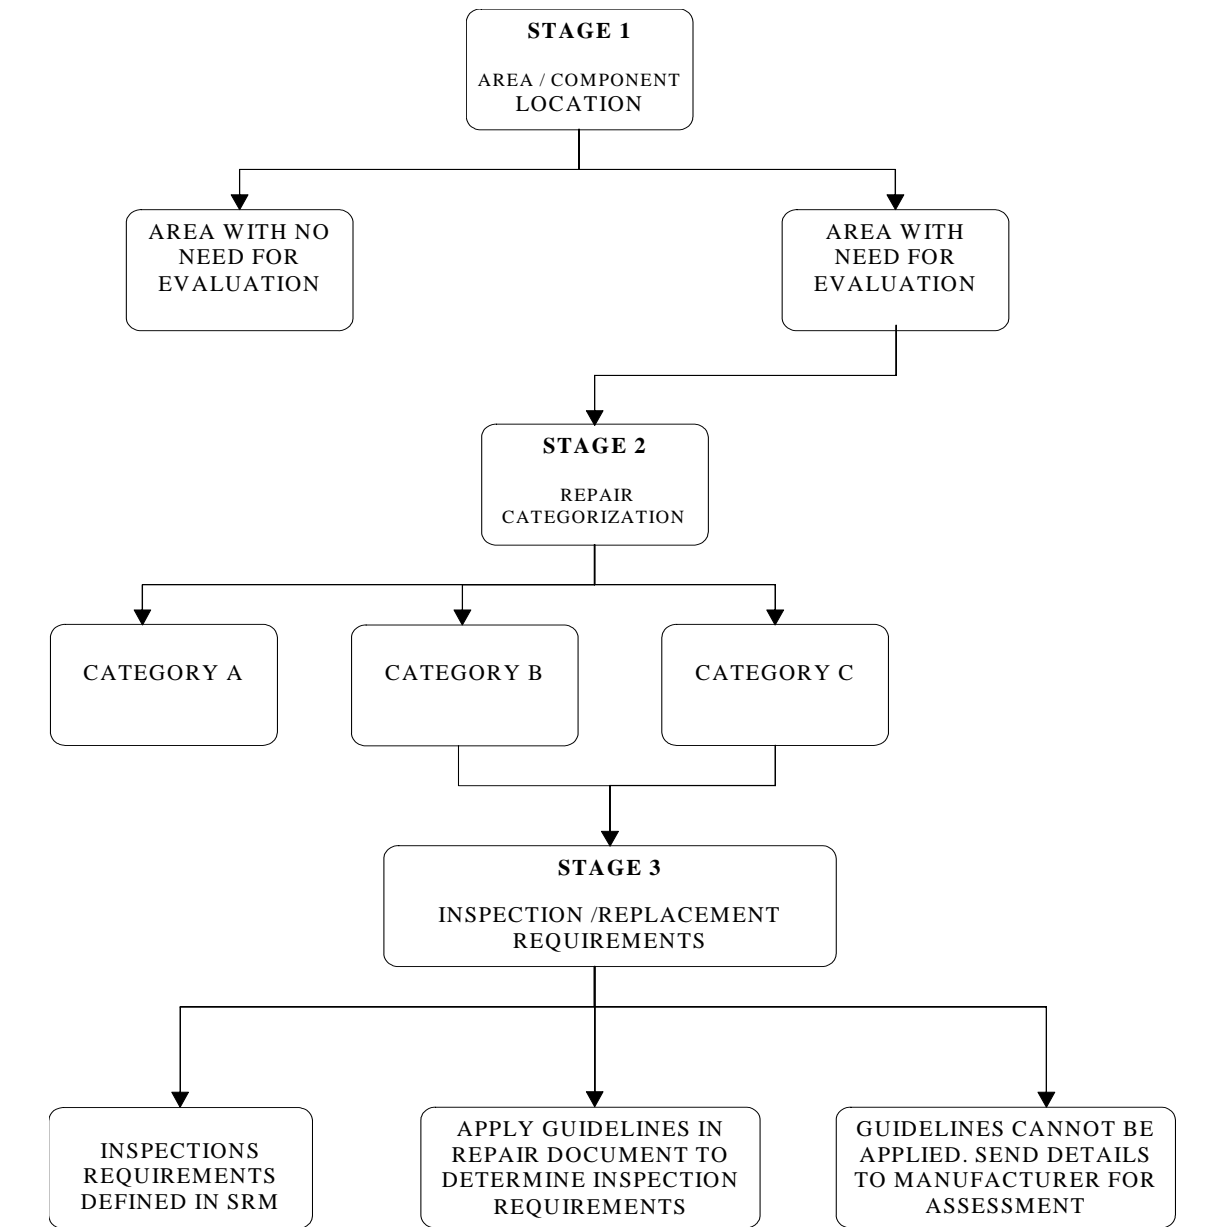 STAGE 1
AREA / COMPONENT
LOCATION
AREA WITH NO
NEED FOR
EVALUATION
AREA WITH
NEED FOR
EVALUATION
STAGE 2
REPAIR
CATEGORIZATION
CATEGORY A
CATEGORY B
CATEGORY C
STAGE 3
INSPECTION /REPLACEMENT
REQUIREMENTS
INSPECTIONS
REQUIREMENTS
DEFINED IN SRM
APPLY GUIDELINES IN
REPAIR DOCUMENT TO
DETERMINE INSPECTION
REQUIREMENTS
GUIDELINES CANNOT BE
APPLIED. SEND DETAILS
TO MANUFACTURER FOR
ASSESSMENT